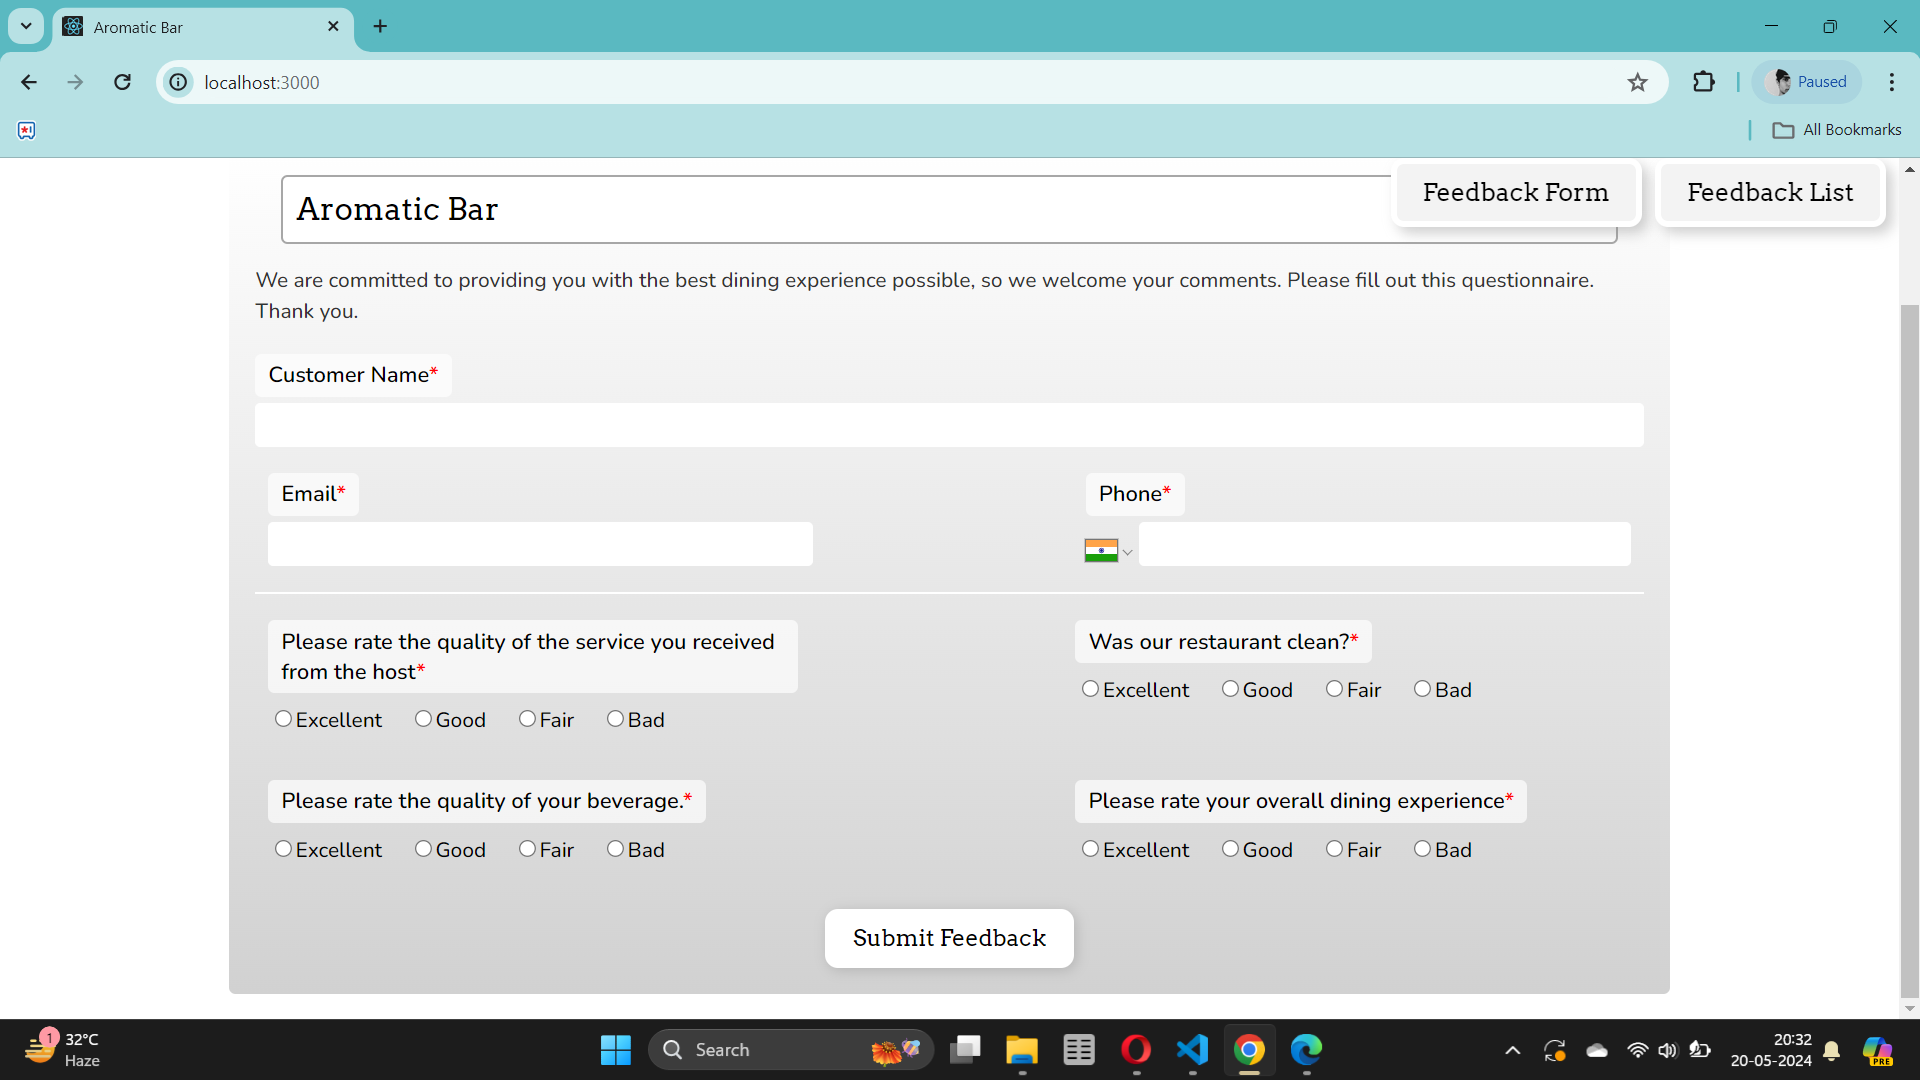 Aromatic Bar
localhost:3000
Paused
All Bookmarks
Aromatic Bar
Feedback Form
Feedback List
We are committed to providing you with the best dining experience possible, so we welcome your comments. Please fill out this questionnaire.
Thank you.
Customer Name*
Email*
Phone*
Please rate the quality of the service you received
from the host*
Excellent Good Fair Bad
Was our restaurant clean?*
Excellent Good Fair Bad
Please rate the quality of your beverage.*
Excellent Good Fair Bad
Please rate your overall dining experience*
Excellent Good Fair Bad
Submit Feedback
1
32°C
Haze
Search
20:32
20-05-2024
PRE